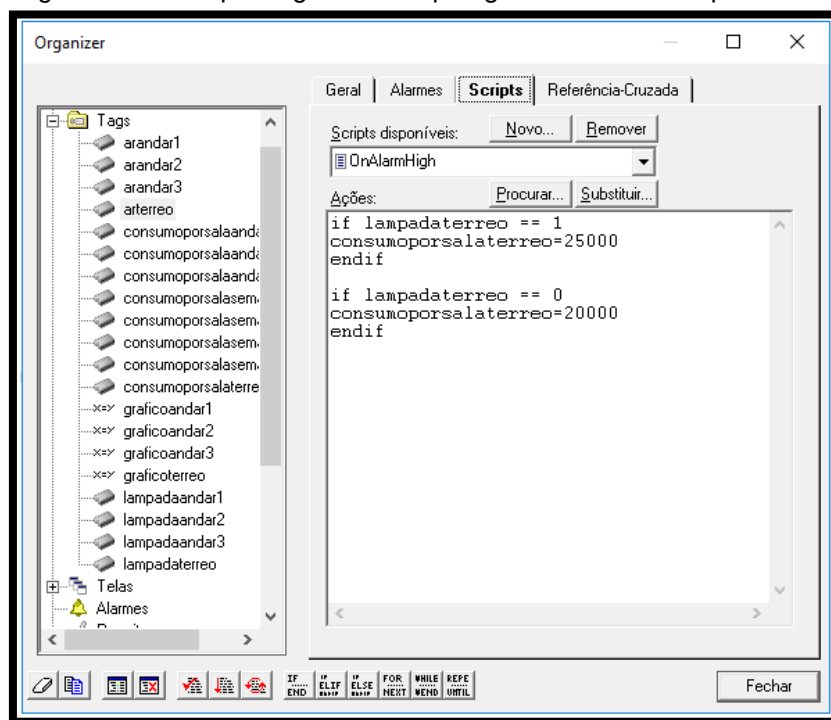 Organizer
Geral
Alarmes
Scripts
Referência-Cruzada
Tags
arandar1
arandar2
arandar3
arterreo
consumoporsalaanda
consumoporsalaanda
consumoporsalaanda
consumoporsalasem
consumoporsalasem
consumoporsalasem
consumoporsalasem
consumoporsalaterre
graficoandar1
graficoandar2
graficoandar3
graficoterreo
lampadaandar1
lampadaandar2
lampadaandar3
lampadaterreo
Telas
Alarmes
Scripts disponíveis:
Novo...
Remover
OnAlarmHigh
Ações:
Procurar...
Substituir...
if lampadaterreo == 1
consumoporsalaterreo=25000
endif
if lampadaterreo == 0
consumoporsalaterreo=20000
endif
IF END
ELIF
ELSE
FOR NEXT
WHILE WEND
REPE UNTIL
Fechar